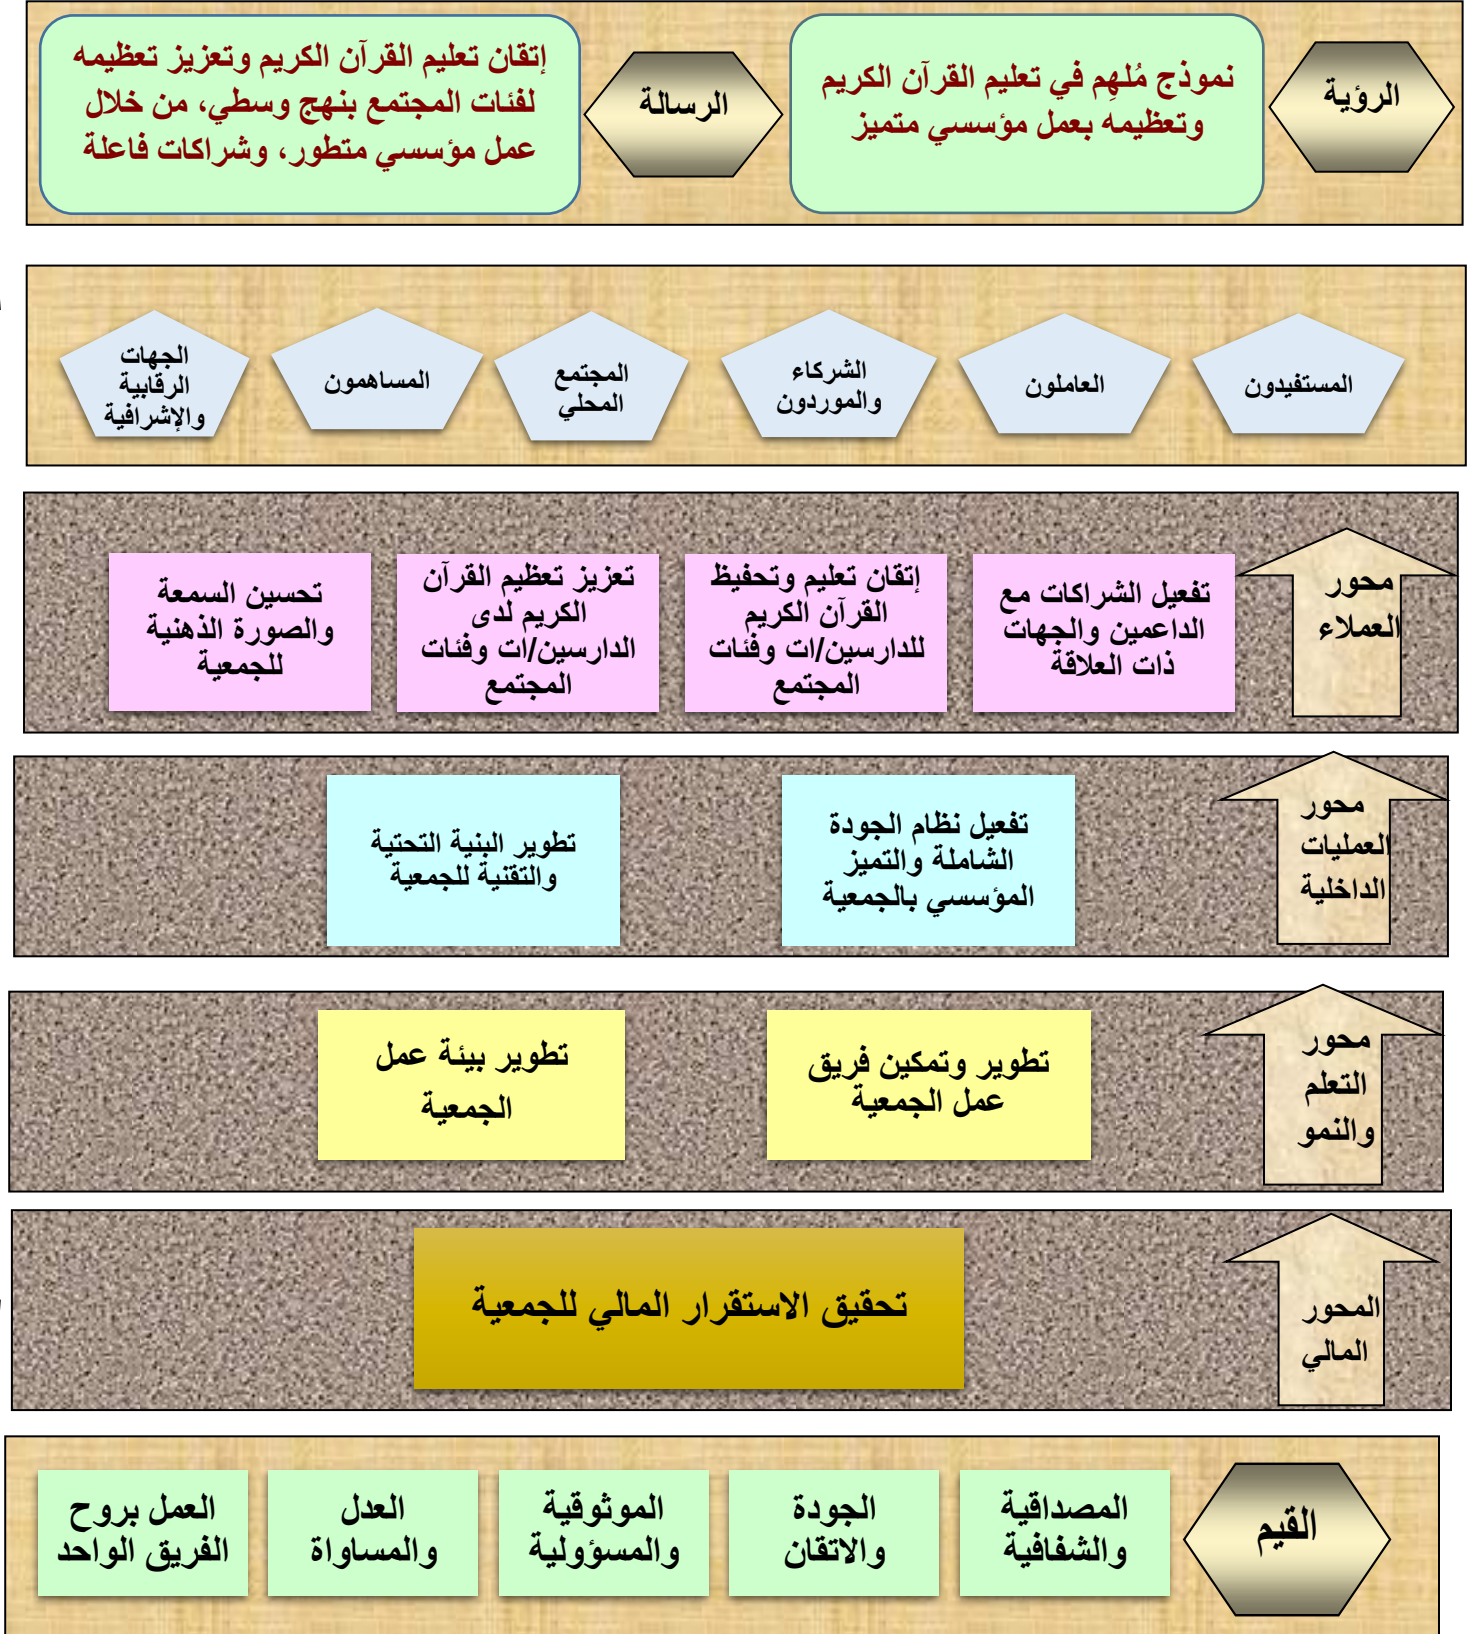 الرؤية
نموذج مُلهِم في تعليم القرآن الكريم
وتعظيمه بعمل مؤسسي متميز
الرسالة
إتقان تعليم القرآن الكريم وتعزيز تعظيمه
لفئات المجتمع بنهج وسطي، من خلال
عمل مؤسسي متطور، وشراكات فاعلة
المستفيدون
العاملون
الشركاء
والموردون
المجتمع
المحلي
المساهمون
الجهات
الرقابية
والإشرافية
محور
العملاء
تفعيل الشراكات مع
الداعمين والجهات
ذات العلاقة
إتقان تعليم وتحفيظ
القرآن الكريم
للدارسين/ات وفئات
المجتمع
تعزيز تعظيم القرآن
الكريم لدى
الدارسين/ات وفئات
المجتمع
تحسين السمعة
والصورة الذهنية
للجمعية
محور
العمليات
الداخلية
تفعيل نظام الجودة
الشاملة والتميز
المؤسسي بالجمعية
تطوير البنية التحتية
والتقنية للجمعية
محور
التعلم
والنمو
تطوير وتمكين فريق
عمل الجمعية
تطوير بيئة عمل
الجمعية
المحور
المالي
تحقيق الاستقرار المالي للجمعية
القيم
المصداقية
والشفافية
الجودة
والاتقان
الموثوقية
والمسؤولية
العدل
والمساواة
العمل بروح
الفريق الواحد